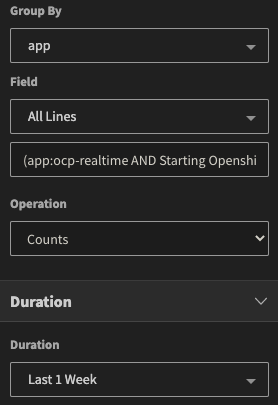 Group By
app
Field
All Lines
(app:ocp-realtime AND Starting Openshi
Operation
Counts
Duration
Duration
Last 1 Week